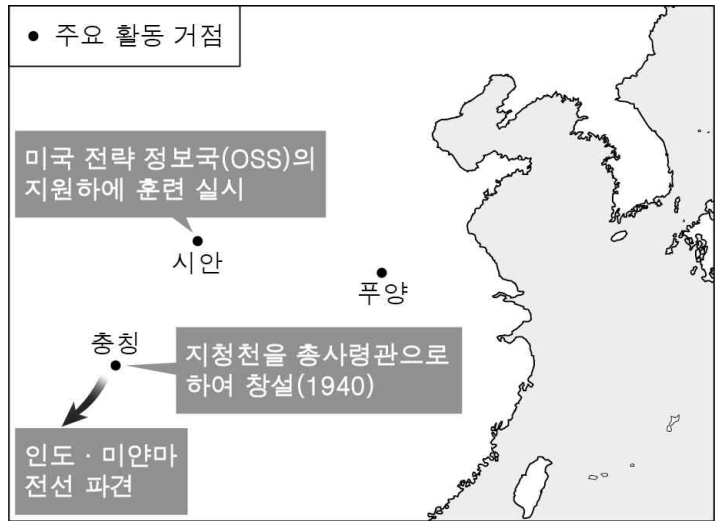 ● 주요 활동 거점
미국 전략 정보국(OSS)의
지원하에 훈련 실시
시안
푸양
충칭
지청천을 총사령관으로
하여 창설(1940)
인도 · 미얀마
전선 파견